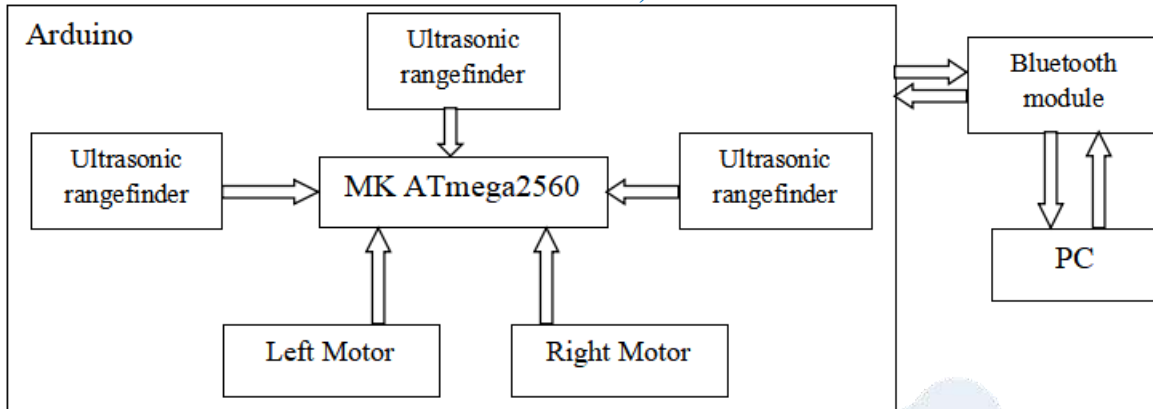 Arduino
Ultrasonic
rangefinder
Bluetooth
module
Ultrasonic
rangefinder
MK ATmega2560
Ultrasonic
rangefinder
PC
Left Motor
Right Motor